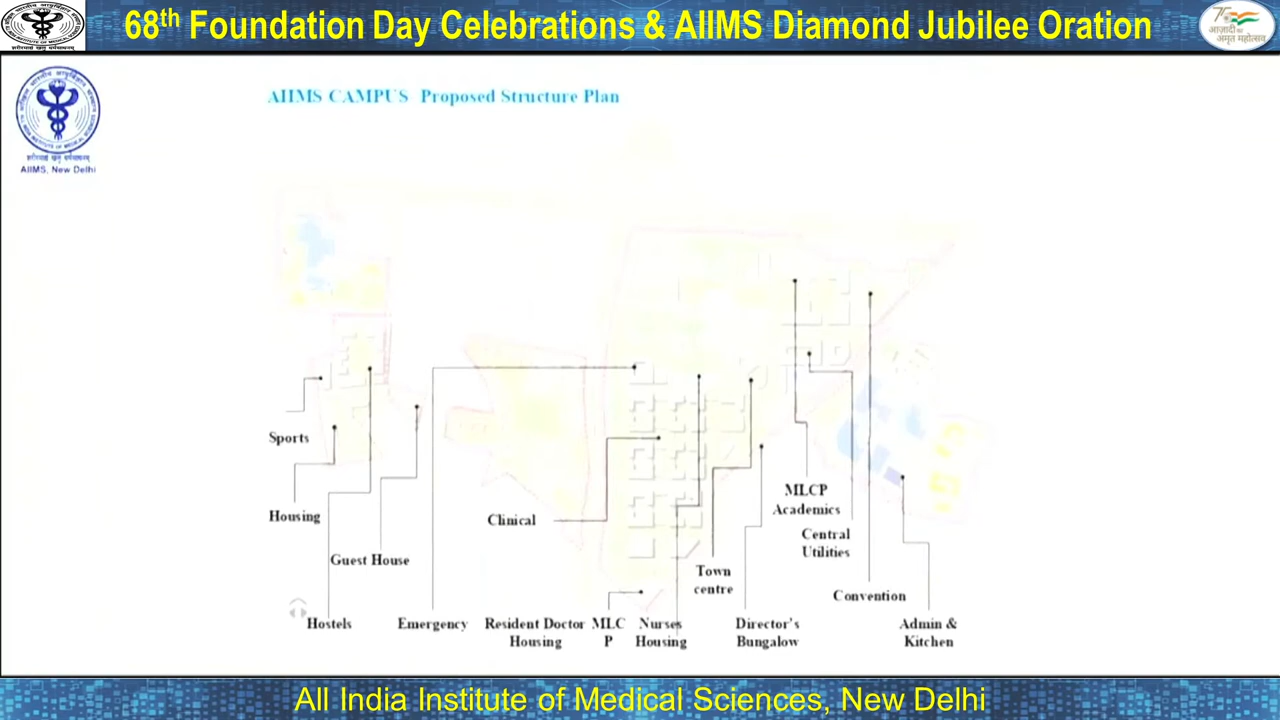 68th Foundation Day Celebrations & AIIMS Diamond Jubilee Oration
AIIMS, New Delhi
AIIMS CAMPUS Proposed Structure Plan
Sports
Housing
Guest House
Hostels
Emergency
Clinical
Resident Doctor
Housing
MLC
P
Nurses
Housing
Town
centre
Director's
Bungalow
MLCP
Academics
Central
Utilities
Convention
Admin &
Kitchen
All India Institute of Medical Sciences, New Delhi